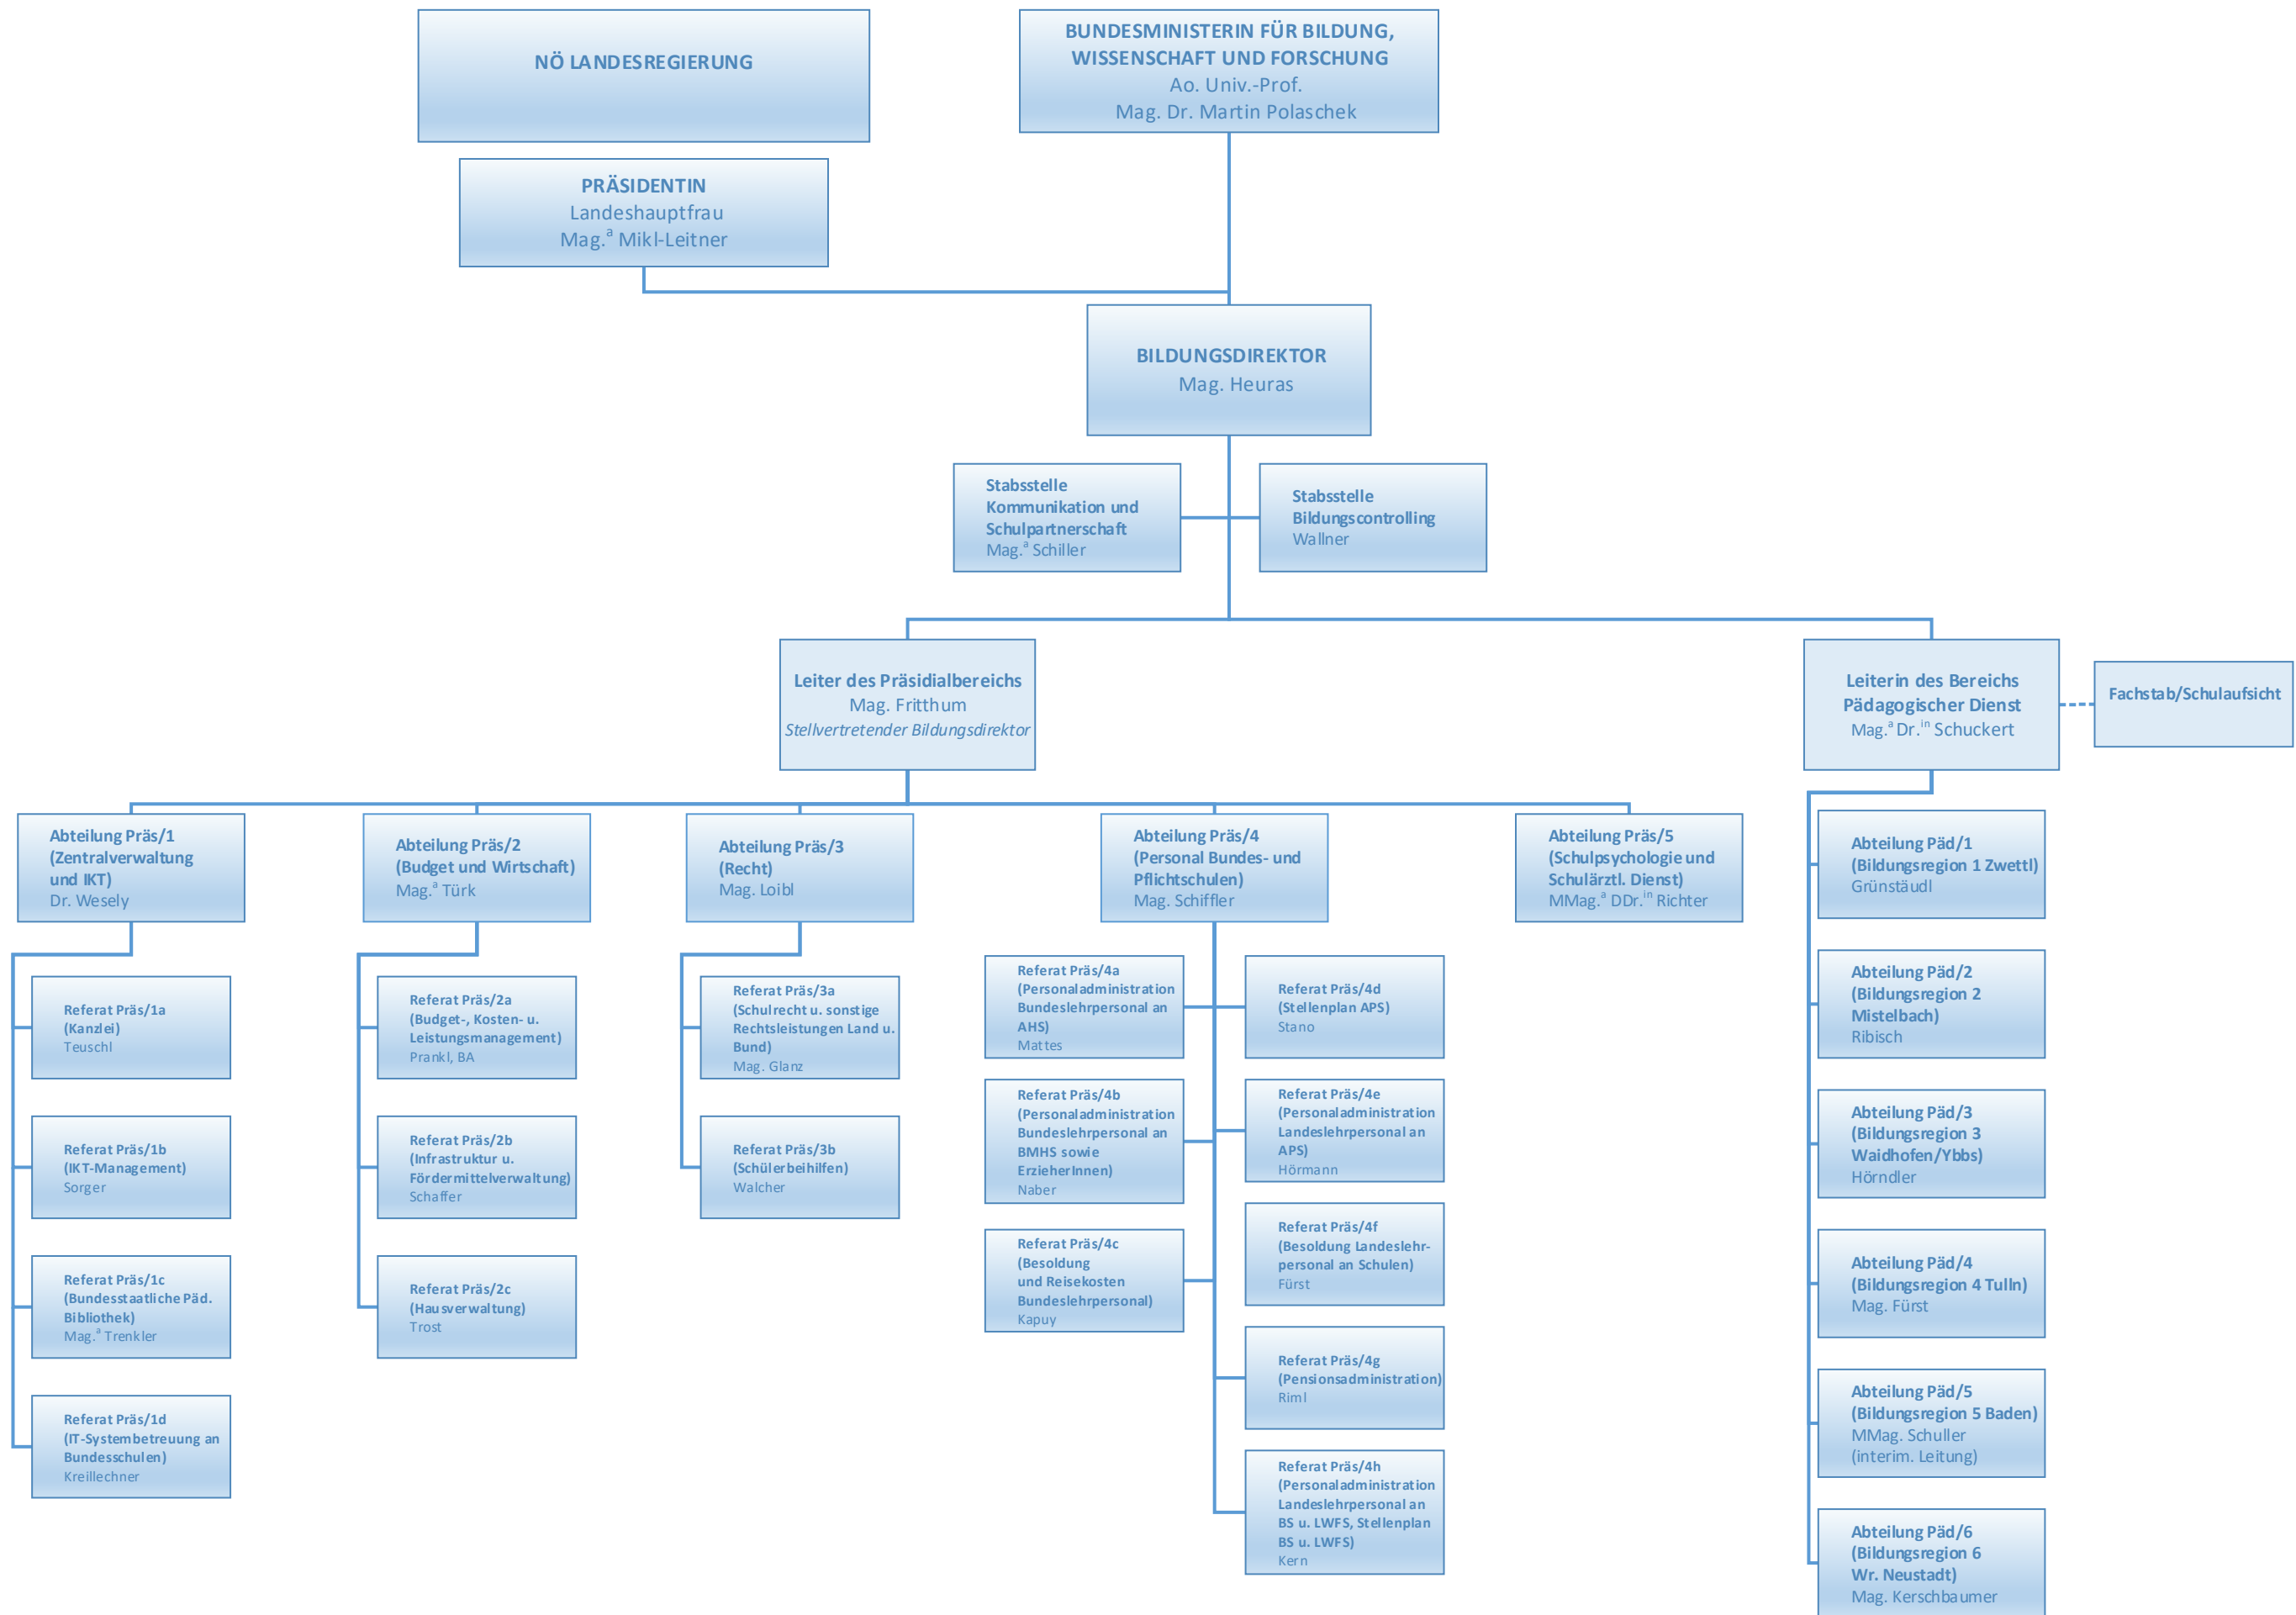 NÖ LANDESREGIERUNG
BUNDESMINISTERIN FÜR BILDUNG,
WISSENSCHAFT UND FORSCHUNG
Ao. Univ.-Prof.
Mag. Dr. Martin Polaschek
PRÄSIDENTIN
Landeshauptfrau
Mag.ª Mikl-Leitner
BILDUNGSDIREKTOR
Mag. Heuras
Stabsstelle
Kommunikation und
Schulpartnerschaft
Mag.ª Schiller
Stabsstelle
Bildungscontrolling
Wallner
Leiter des Präsidialbereichs
Mag. Fritthum
Stellvertretender Bildungsdirektor
Leiterin des Bereichs
Pädagogischer Dienst
Mag.ª Dr.ⁱⁿ Schuckert
Fachstab/Schulaufsicht
Abteilung Präs/1
(Zentralverwaltung
und IKT)
Dr. Wesely
Abteilung Präs/2
(Budget und Wirtschaft)
Mag.ª Türk
Abteilung Präs/3
(Recht)
Mag. Loibl
Abteilung Präs/4
(Personal Bundes- und
Pflichtschulen)
Mag. Schiffler
Abteilung Präs/5
(Schulpsychologie und
Schulärztl. Dienst)
MMag.ª DDr.ⁱⁿ Richter
Referat Präs/1a
(Kanzlei)
Teuschl
Referat Präs/1b
(IKT-Management)
Sorger
Referat Präs/1c
(Bundesstaatliche Päd.
Bibliothek)
Mag.ª Trenkler
Referat Präs/1d
(IT-Systembetreuung an
Bundesschulen)
Kreillechner
Referat Präs/2a
(Budget-, Kosten- u.
Leistungsmanagement)
Prankl, BA
Referat Präs/2b
(Infrastruktur u.
Fördermittelverwaltung)
Schaffer
Referat Präs/2c
(Hausverwaltung)
Trost
Referat Präs/3a
(Schulrecht u. sonstige
Rechtsleistungen Land u.
Bund)
Mag. Glanz
Referat Präs/3b
(Schülerbeihilfen)
Walcher
Referat Präs/4a
(Personaladministration
Bundeslehrpersonal an
AHS)
Mattes
Referat Präs/4b
(Personaladministration
Bundeslehrpersonal an
BMHS sowie
ErzieherInnen)
Naber
Referat Präs/4c
(Besoldung
und Reisekosten
Bundeslehrpersonal)
Kapuy
Referat Präs/4d
(Stellenplan APS)
Stano
Referat Präs/4e
(Personaladministration
Landeslehrpersonal an
APS)
Hörmann
Referat Präs/4f
(Besoldung Landeslehr-
personal an Schulen)
Fürst
Referat Präs/4g
(Pensionsadministration)
Riml
Referat Präs/4h
(Personaladministration
Landeslehrpersonal an
BS u. LWFS, Stellenplan
BS u. LWFS)
Kern
Abteilung Päd/1
(Bildungsregion 1 Zwettl)
Grünstäudl
Abteilung Päd/2
(Bildungsregion 2
Mistelbach)
Ribisch
Abteilung Päd/3
(Bildungsregion 3
Waidhofen/Ybbs)
Hörndler
Abteilung Päd/4
(Bildungsregion 4 Tulln)
Mag. Fürst
Abteilung Päd/5
(Bildungsregion 5 Baden)
MMag. Schuller
(interim. Leitung)
Abteilung Päd/6
(Bildungsregion 6
Wr. Neustadt)
Mag. Kerschbaumer